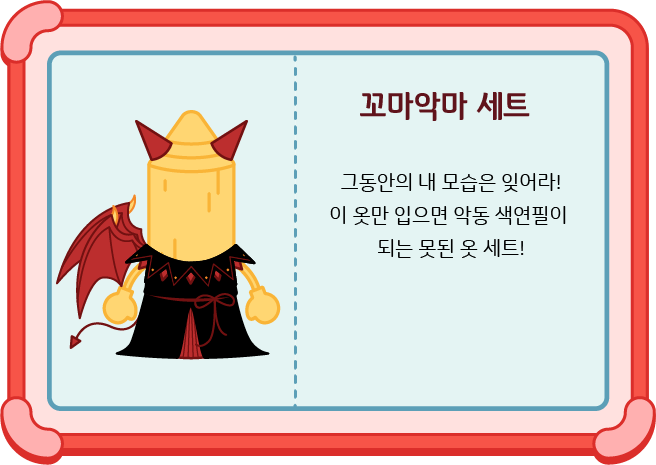 꼬마악마 세트
그동안의 내 모습은 잊어라!
이 옷만 입으면 악동 색연필이
되는 못된 옷 세트!